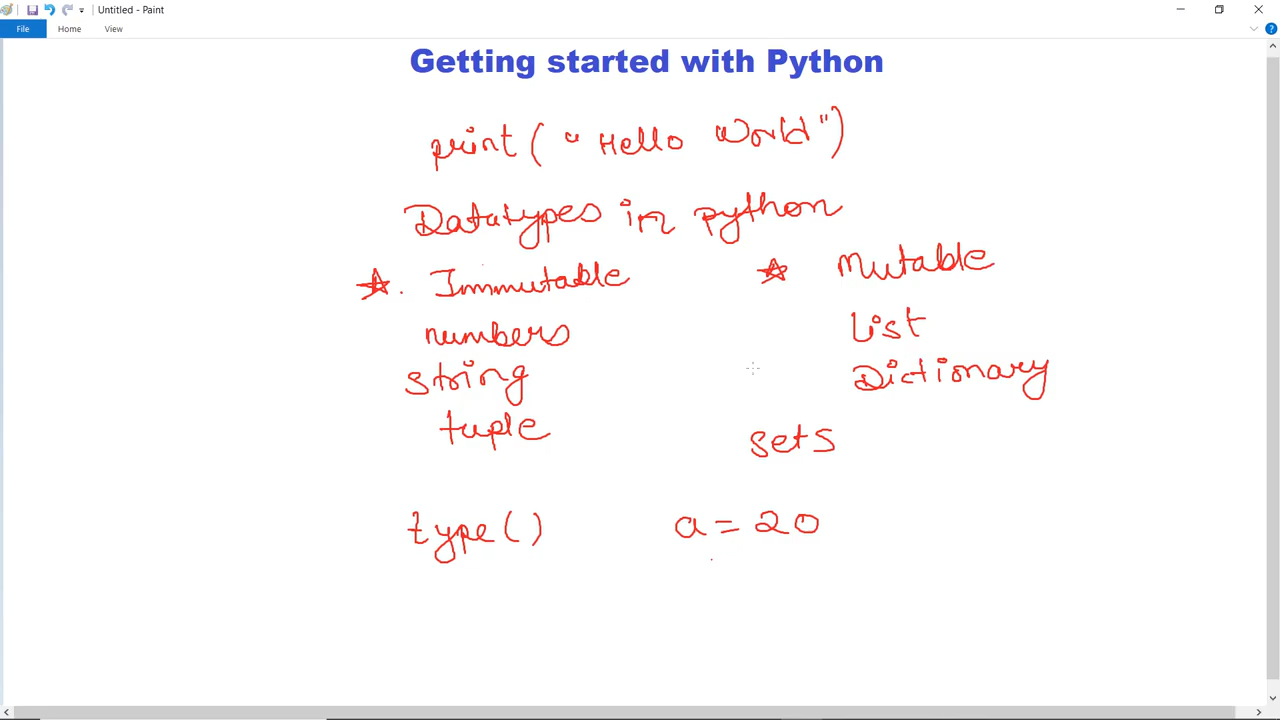 Untitled - Paint
File Home View
Getting started with Python
print("Hello World")
Datatypes in python
Immutable Mutable
numbers List
string Dictionary
tuple sets
type() a = 20